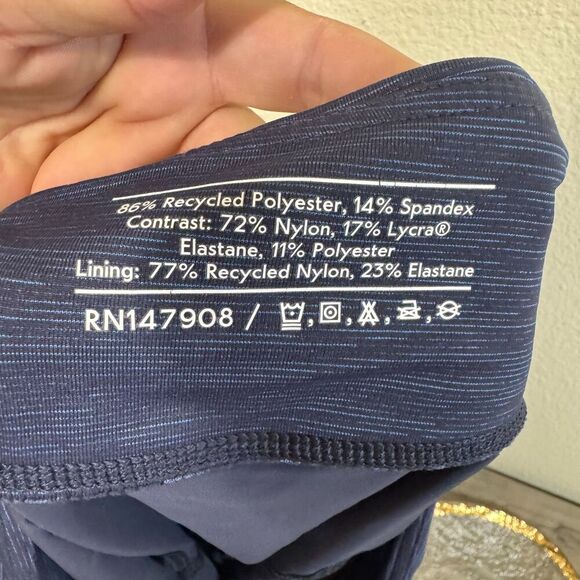 86% Recycled Polyester, 14% Spandex
Contrast: 72% Nylon, 17% Lycra®
Elastane, 11% Polyester
Lining: 77% Recycled Nylon, 23% Elastane
RN147908 /